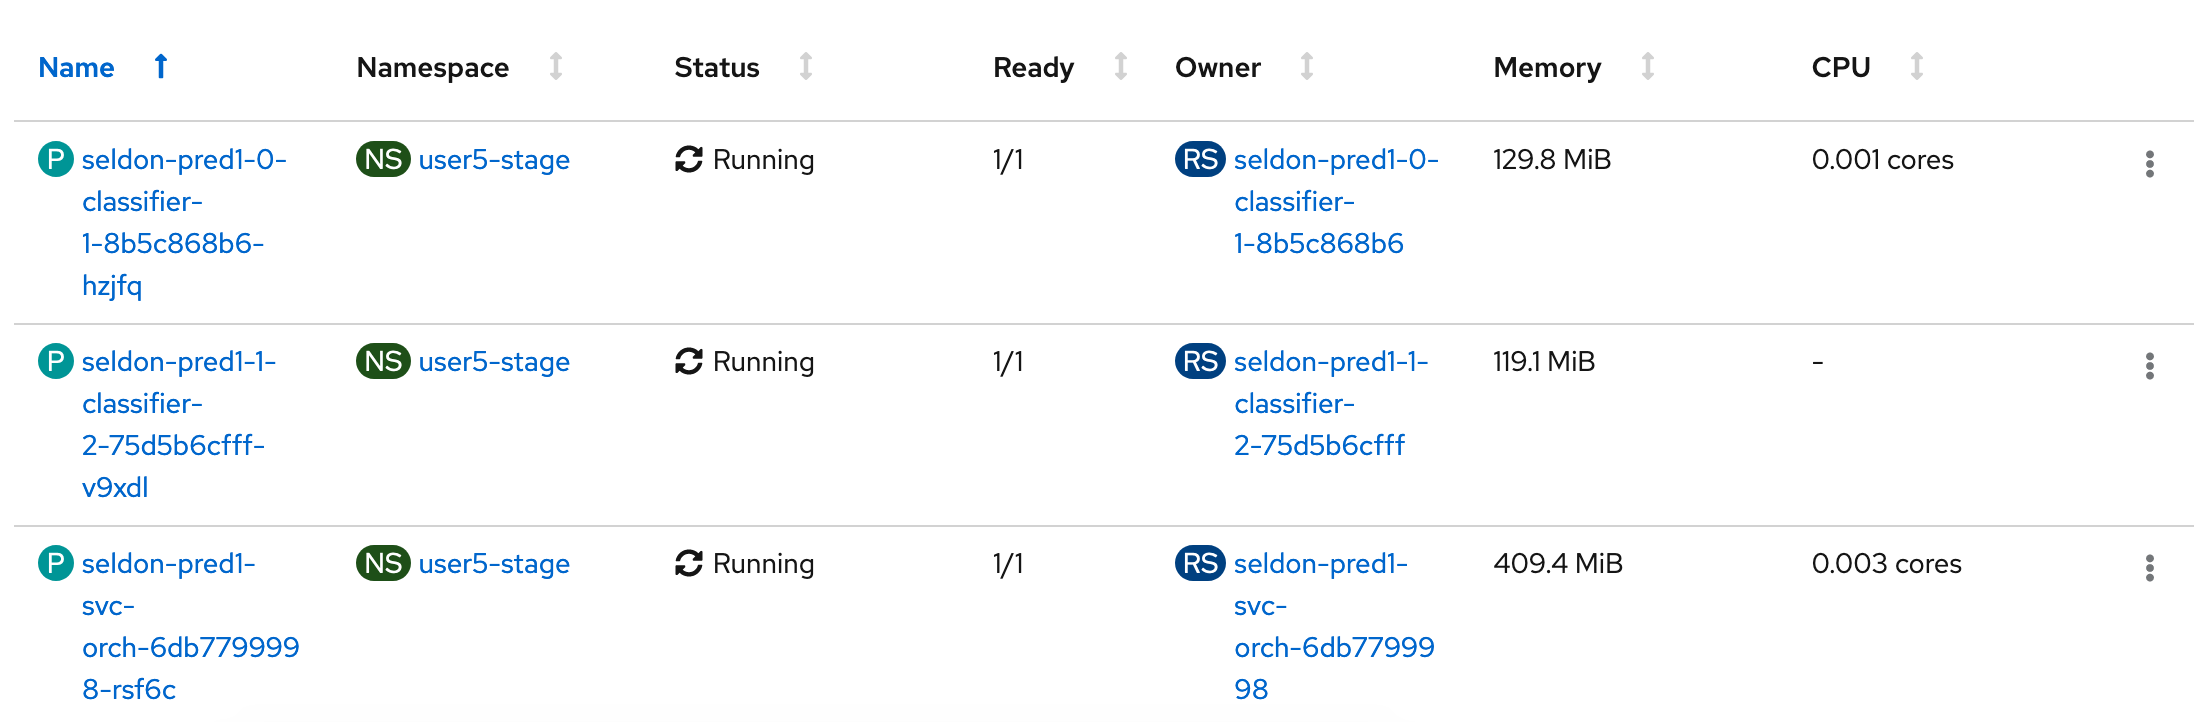 Name Namespace Status Ready Owner Memory CPU
P seldon-pred1-0- NS user5-stage Running 1/1 RS seldon-pred1-0- 129.8 MiB 0.001 cores
classifier- classifier-
1-8b5c868b6- 1-8b5c868b6
hzjfq
P seldon-pred1-1- NS user5-stage Running 1/1 RS seldon-pred1-1- 119.1 MiB -
classifier- classifier-
2-75d5b6cfff- 2-75d5b6cfff
v9xdl
P seldon-pred1- NS user5-stage Running 1/1 RS seldon-pred1- 409.4 MiB 0.003 cores
svc- svc-
orch-6db779999 orch-6db77999
8-rsf6c 98